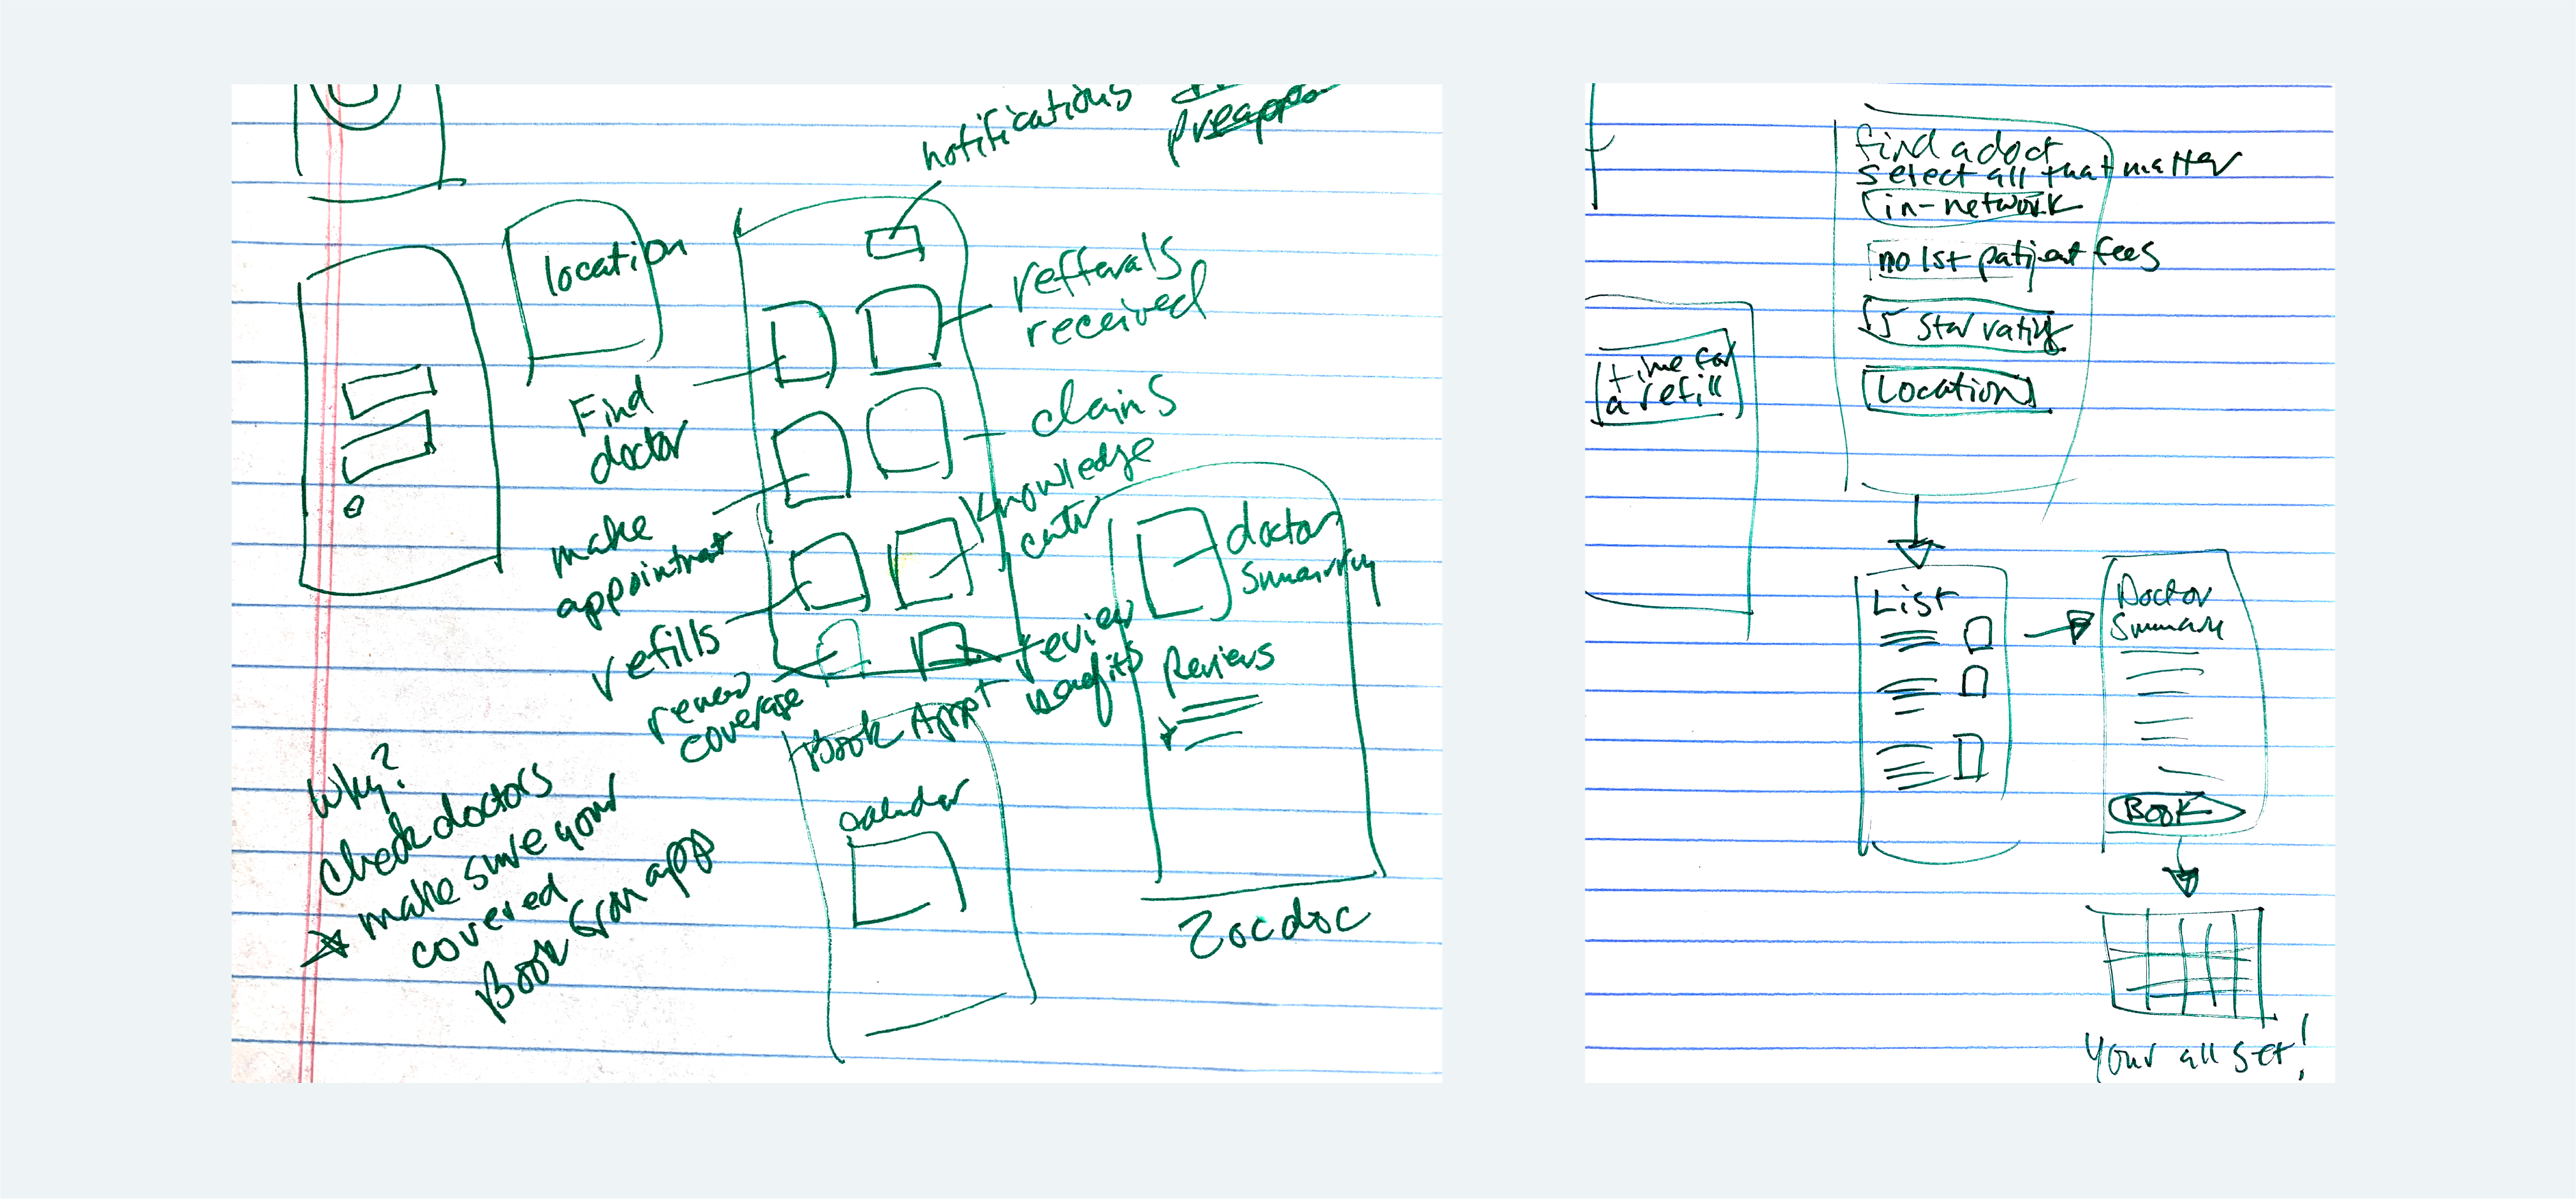 notifications
preapp
location
refferals
received
Find
doctor
claims
knowledge
cntr
make
appointmnt
doctor
summary
refills
review
benefits
renew
coverage
Reviews
Book Appt
calendar
Why?
check doctors
make sure your
covered
Book from app
Zocdoc
find a doct
select all that matter
in-network
no 1st patient fees
5 star rating
Location
time for
a refill
List
Doctor
Summary
Book
Your all set!